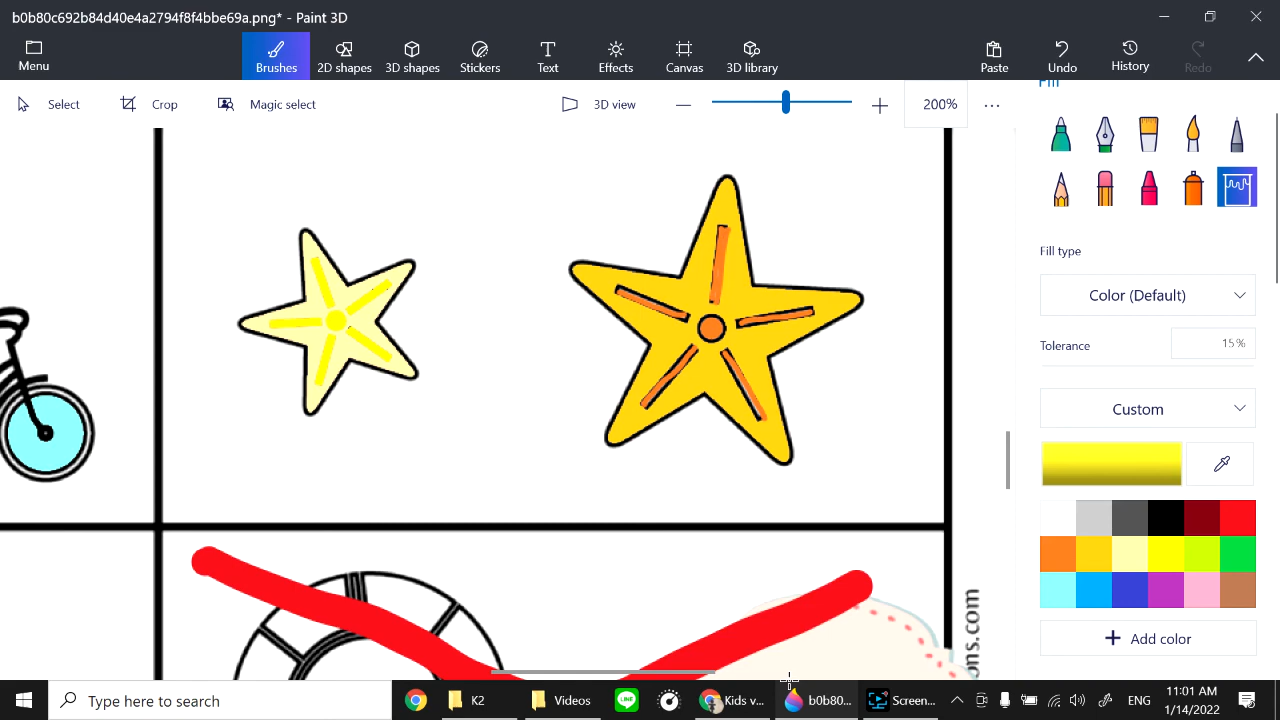 b0b80c692b84d40e4a2794f8f4bbe69a.png* - Paint 3D
Menu
Brushes
2D shapes
3D shapes
Stickers
Text
Effects
Canvas
3D library
Paste
Undo
History
Redo
Select
Crop
Magic select
3D view
200%
Fill
Fill type
Color (Default)
Tolerance
15%
Custom
Add color
ons.com
Type here to search
K2
Videos
LINE
Kids v...
b0b80...
Screen...
ENG
11:01 AM
1/14/2022